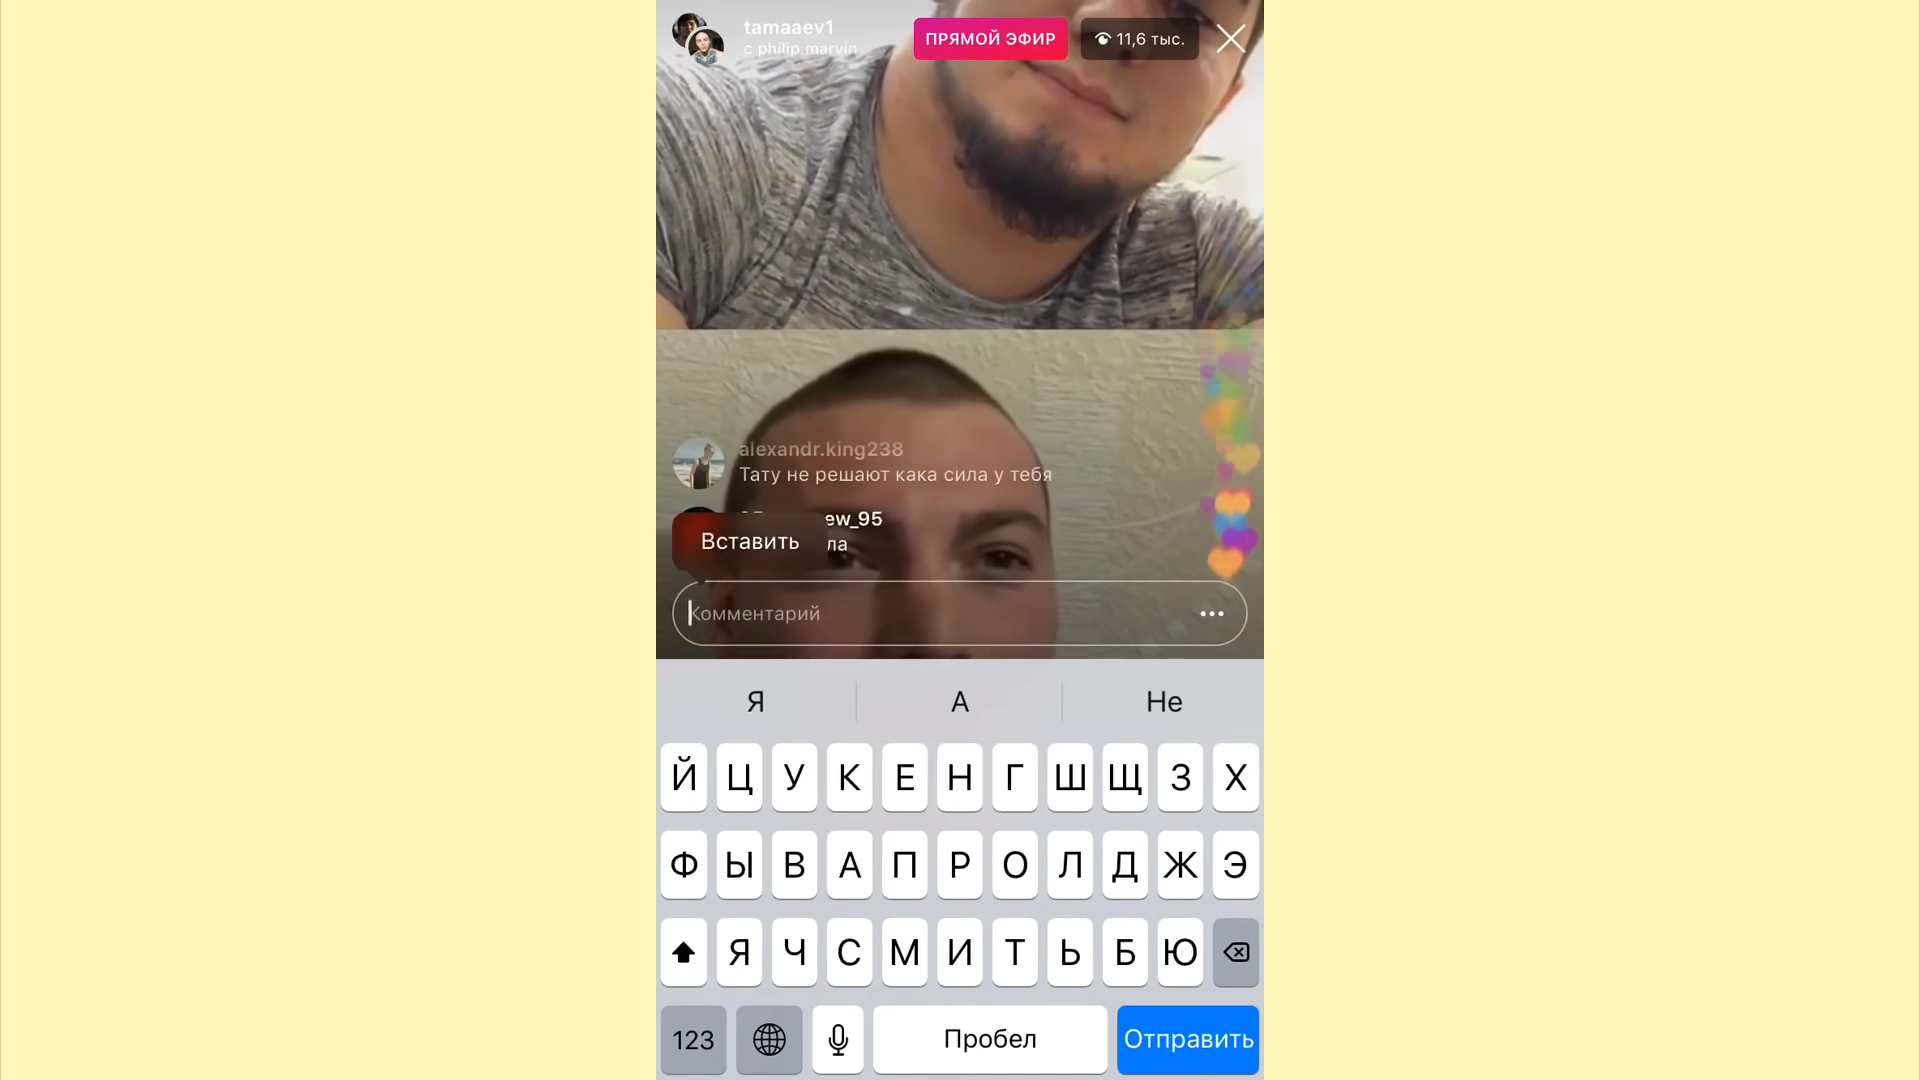 tamaaev1
с philip.marvin
ПРЯМОЙ ЭФИР
11,6 тыс.
alexandr.king238
Тату не решают кака сила у тебя
ew_95
ла
Вставить
Комментарий
Я А Не
Й Ц У К Е Н Г Ш Щ З Х
Ф Ы В А П Р О Л Д Ж Э
Я Ч С М И Т Ь Б Ю
123 Пробел Отправить